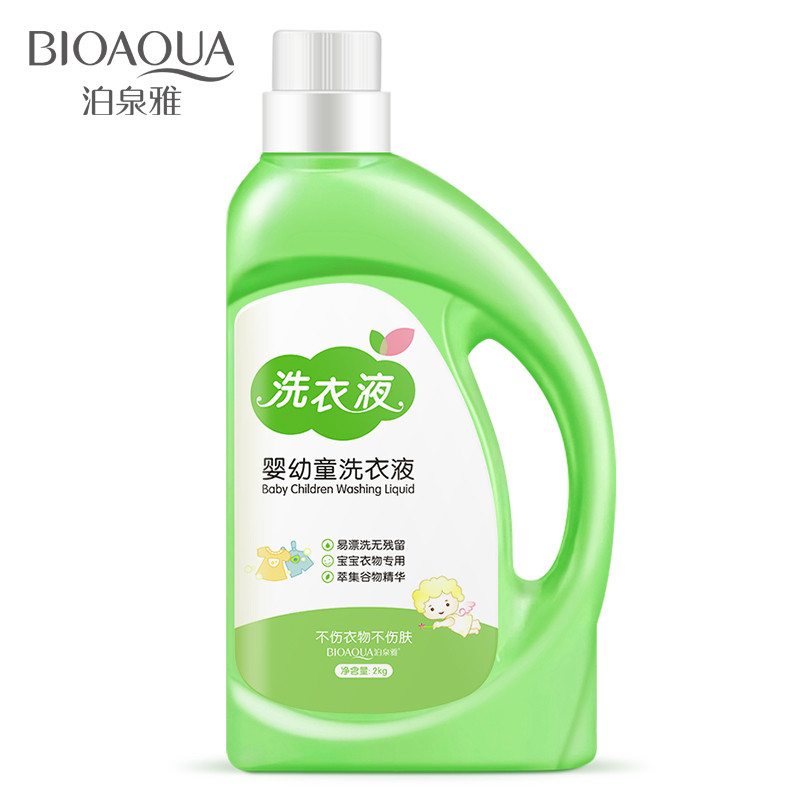 BIOAQUA
泊泉雅
洗衣液
婴幼童洗衣液
Baby Children Washing Liquid
易漂洗无残留
宝宝衣物专用
萃集谷物精华
不伤衣物不伤肤
BIOAQUA泊泉雅®
净含量:2kg